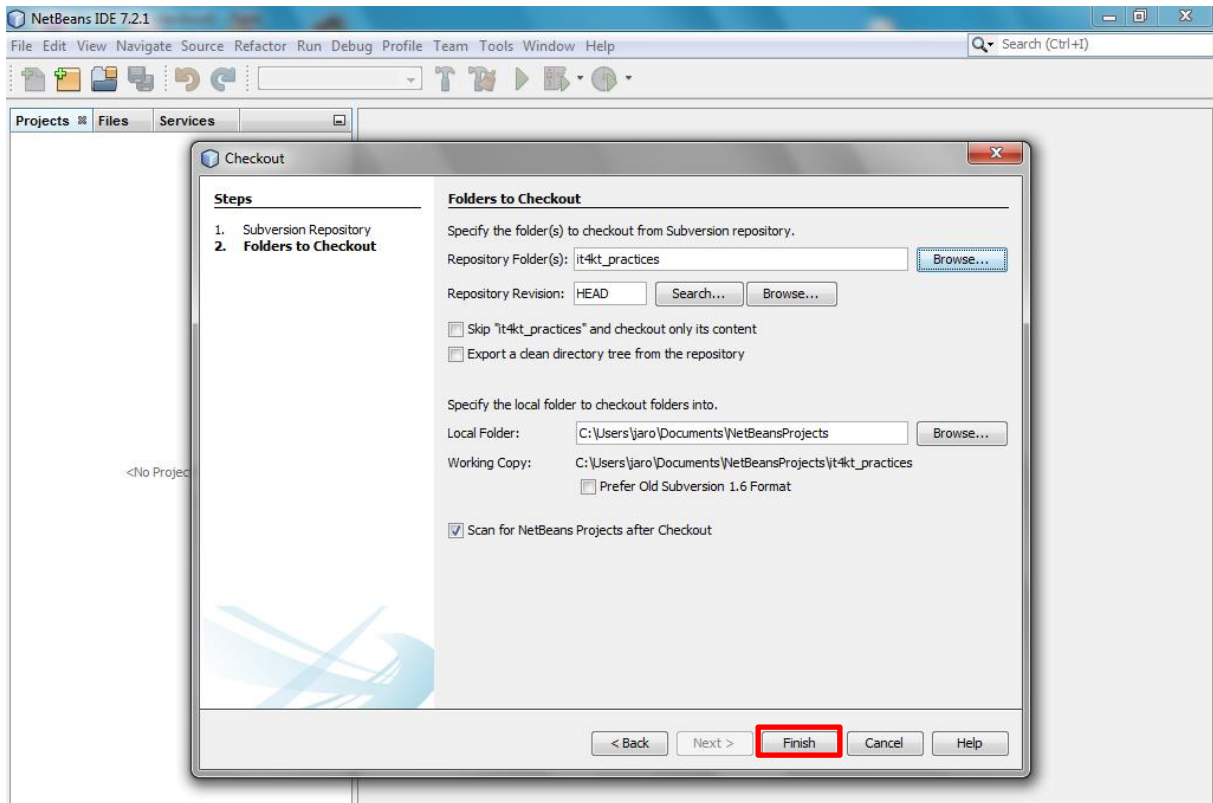 NetBeans IDE 7.2.1
File Edit View Navigate Source Refactor Run Debug Profile Team Tools Window Help
Search (Ctrl+I)
Projects Files Services
Checkout
Steps
1. Subversion Repository
2. Folders to Checkout
Folders to Checkout
Specify the folder(s) to checkout from Subversion repository.
Repository Folder(s): it4kt_practices Browse...
Repository Revision: HEAD Search... Browse...
Skip "it4kt_practices" and checkout only its content
Export a clean directory tree from the repository
Specify the local folder to checkout folders into.
Local Folder: C:\Users\jaro\Documents\NetBeansProjects Browse...
Working Copy: C:\Users\jaro\Documents\NetBeansProjects\it4kt_practices
<No Projec
Prefer Old Subversion 1.6 Format
Scan for NetBeans Projects after Checkout
< Back Next > Finish Cancel Help